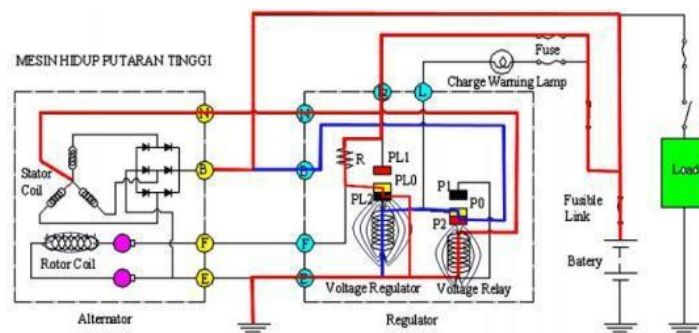 MESIN HIDUP PUTARAN TINGGI
Fuse
Charge Warning Lamp
L
N
N
B
R
PL1
PL0
PL2
P1
P0
P2
Stator
Coil
Load
Fusible
Link
F
F
Rotor Coil
E
Batery
Voltage Regulator
Voltage Relay
Alternator
Regulator